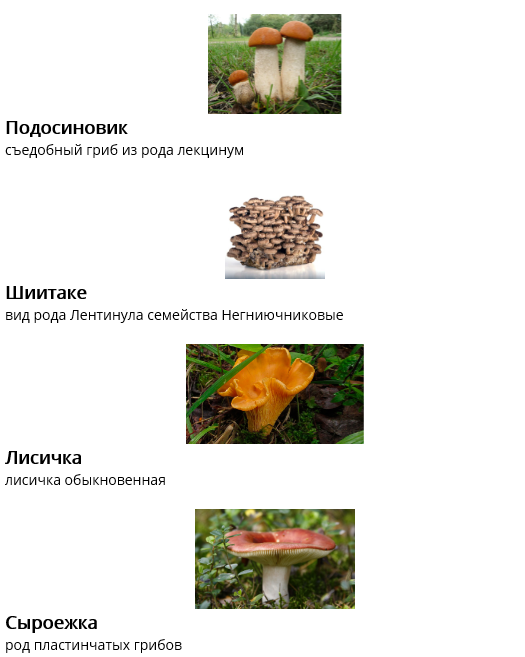 Подосиновик
съедобный гриб из рода лекцинум
Шиитаке
вид рода Лентинула семейства Негниючниковые
Лисичка
лисичка обыкновенная
Сыроежка
род пластинчатых грибов